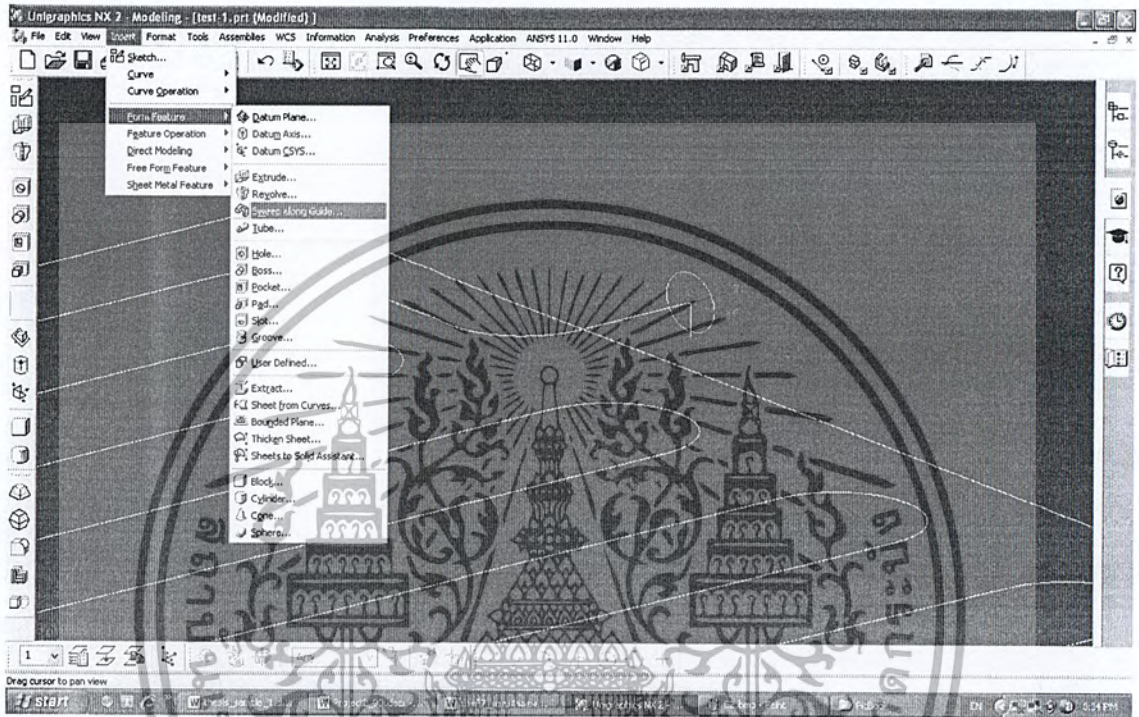 Unigraphics NX 2 - Modeling - [test-1.prt (Modified) ]
File Edit View Insert Format Tools Assemblies WCS Information Analysis Preferences Application ANSYS 11.0 Window Help
Sketch...
Curve
Curve Operation
Form Feature
Feature Operation
Direct Modeling
Free Form Feature
Sheet Metal Feature
Datum Plane...
Datum Axis...
Datum CSYS...
Extrude...
Revolve...
Sweep along Guide...
Tube...
Hole...
Boss...
Pocket...
Pad...
Slot...
Groove...
User Defined...
Extract...
Sheet from Curves...
Bounded Plane...
Thicken Sheet...
Sheets to Solid Assistant...
Block...
Cylinder...
Cone...
Sphere...
1
Drag cursor to pan view
start
EN
3:34 PM